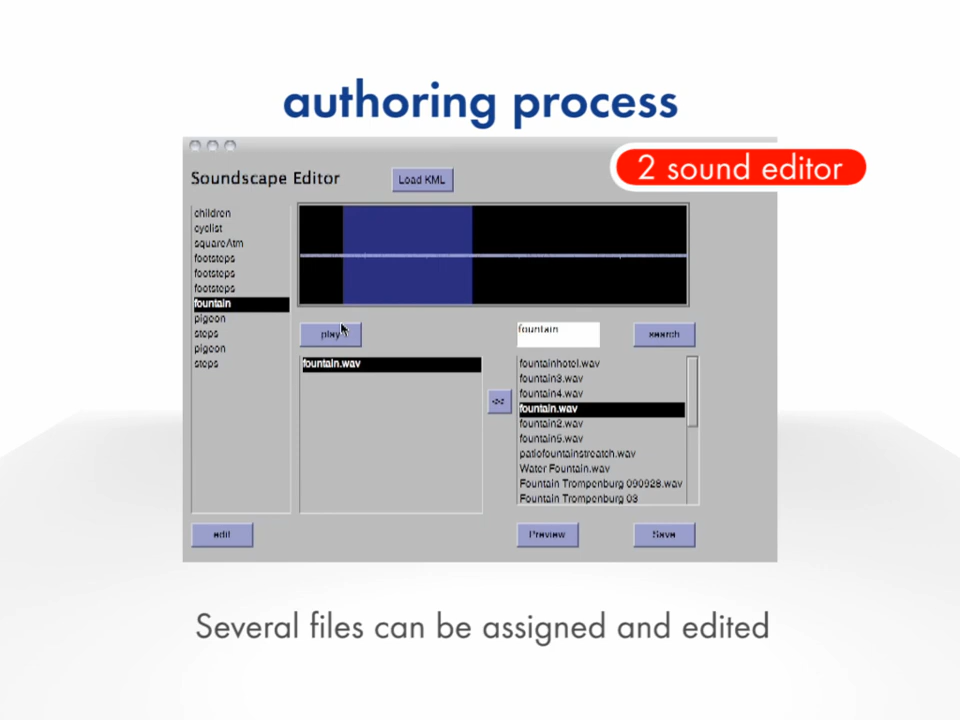 authoring process
2 sound editor
Soundscape Editor
Load KML
children
cyclist
squareAtm
footsteps
footsteps
footsteps
fountain
pigeon
steps
pigeon
steps
play
fountain
search
fountain.wav
<<
fountainhotel.wav
fountain3.wav
fountain4.wav
fountain.wav
fountain2.wav
fountain5.wav
patiofountainstreatch.wav
Water Fountain.wav
Fountain Trompenburg 090928.wav
Fountain Trompenburg 03
edit
Preview
Save
Several files can be assigned and edited